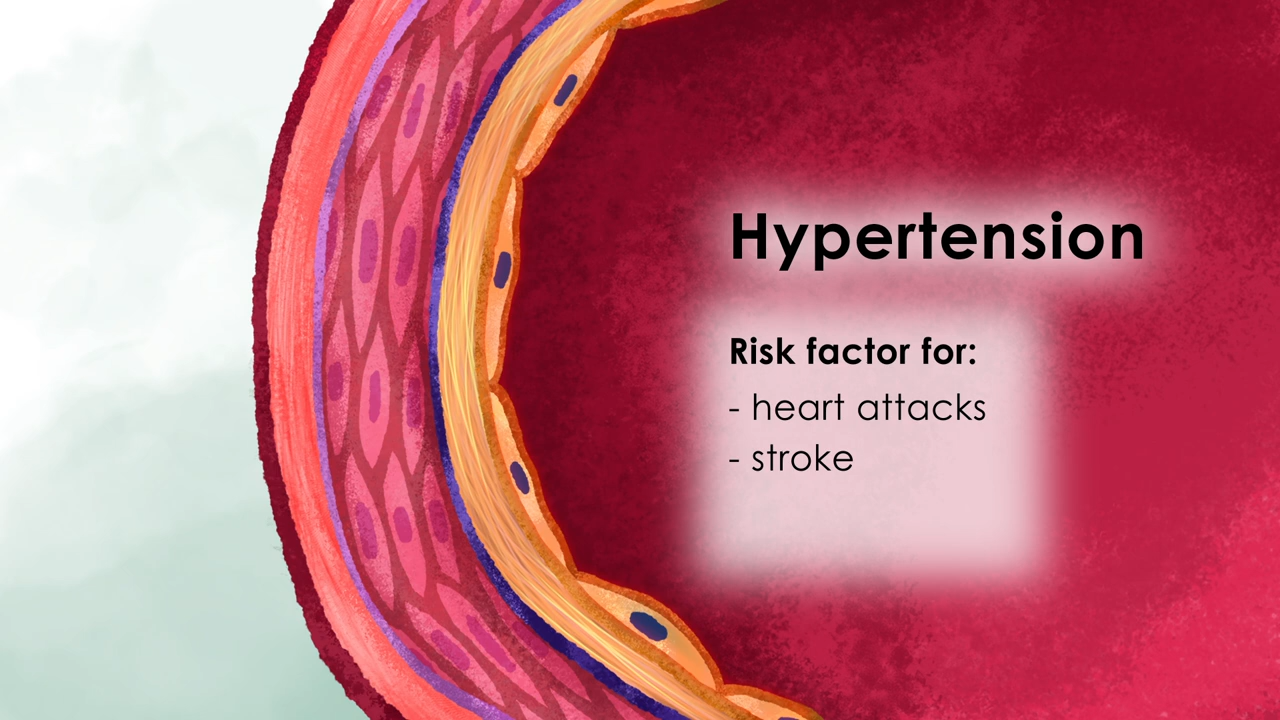 Hypertension
Risk factor for:
- heart attacks
- stroke